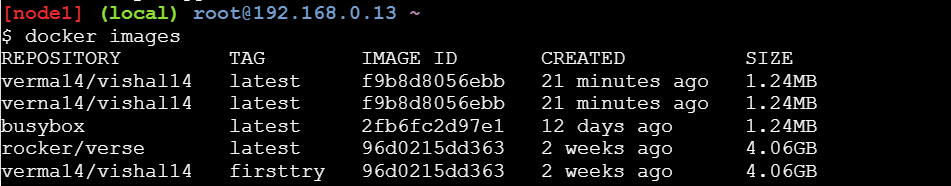 [node1] (local) root@192.168.0.13 ~
$ docker images
REPOSITORY TAG IMAGE ID CREATED SIZE
verma14/vishal14 latest f9b8d8056ebb 21 minutes ago 1.24MB
verna14/vishal14 latest f9b8d8056ebb 21 minutes ago 1.24MB
busybox latest 2fb6fc2d97e1 12 days ago 1.24MB
rocker/verse latest 96d0215dd363 2 weeks ago 4.06GB
verma14/vishal14 firsttry 96d0215dd363 2 weeks ago 4.06GB